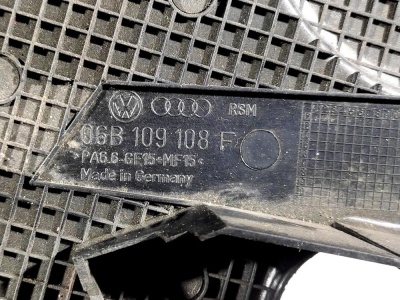 RSM
06B 109 108 F
>PA6.6-GF15-MF15<
Made in Germany